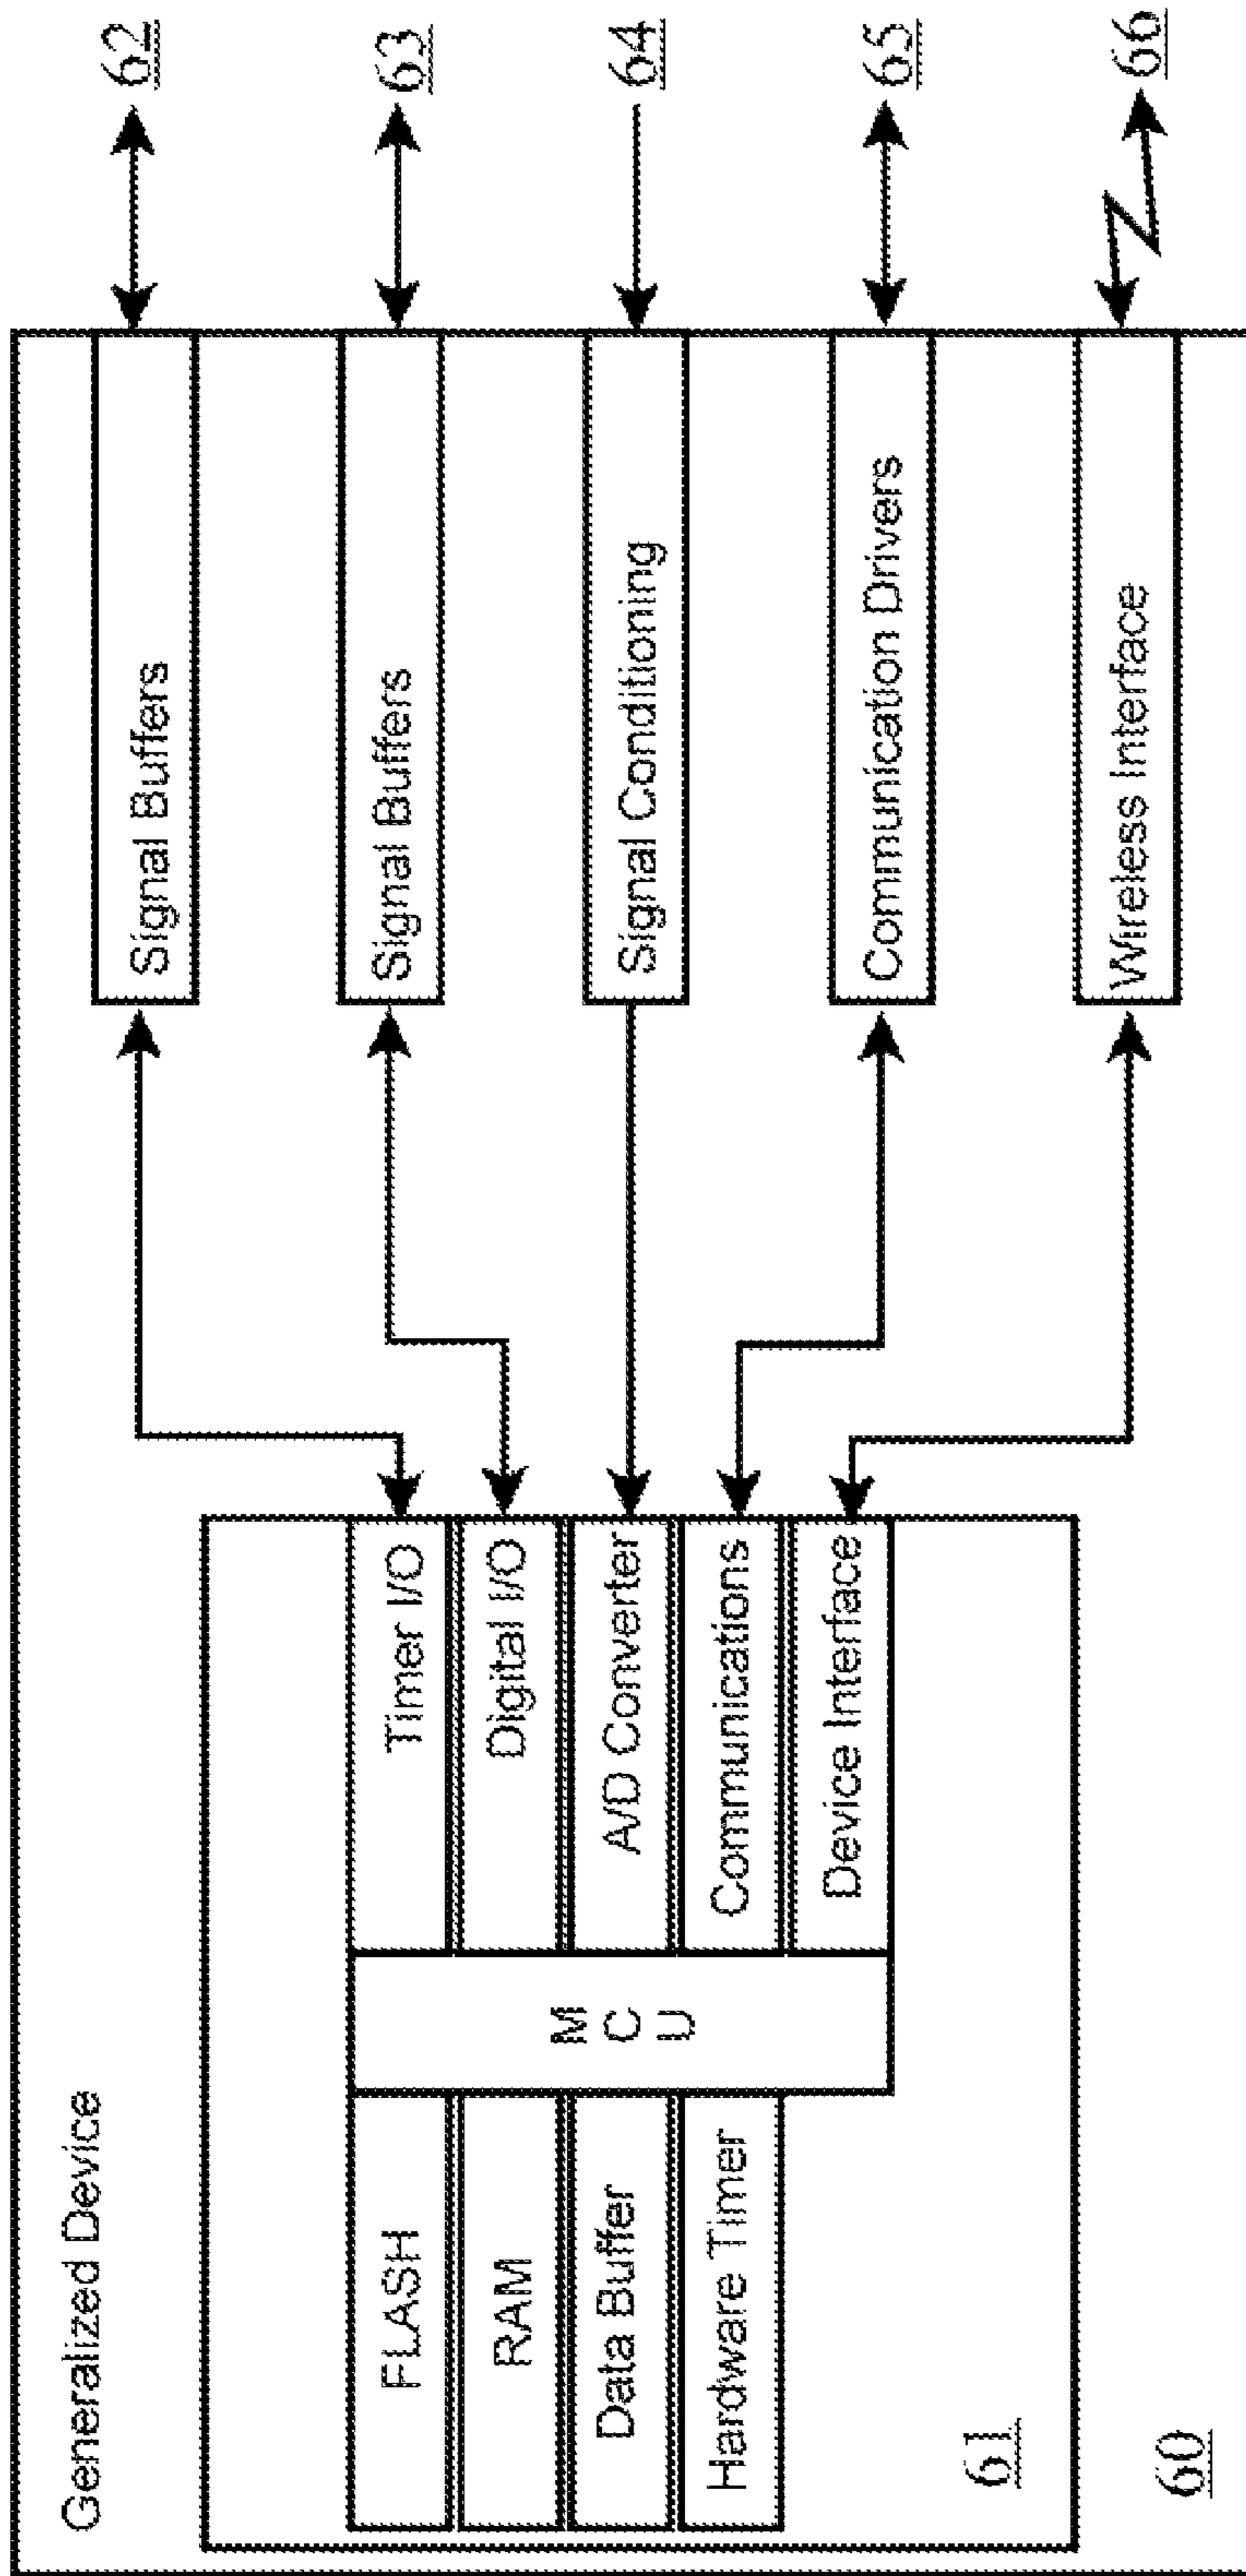 Generalized Device
FLASH
RAM
Data Buffer
Hardware Timer
M
C
U
Timer I/O
Digital I/O
A/D Converter
Communications
Device Interface
61
60
Signal Buffers
Signal Buffers
Signal Conditioning
Communication Drivers
Wireless Interface
62
63
64
65
66